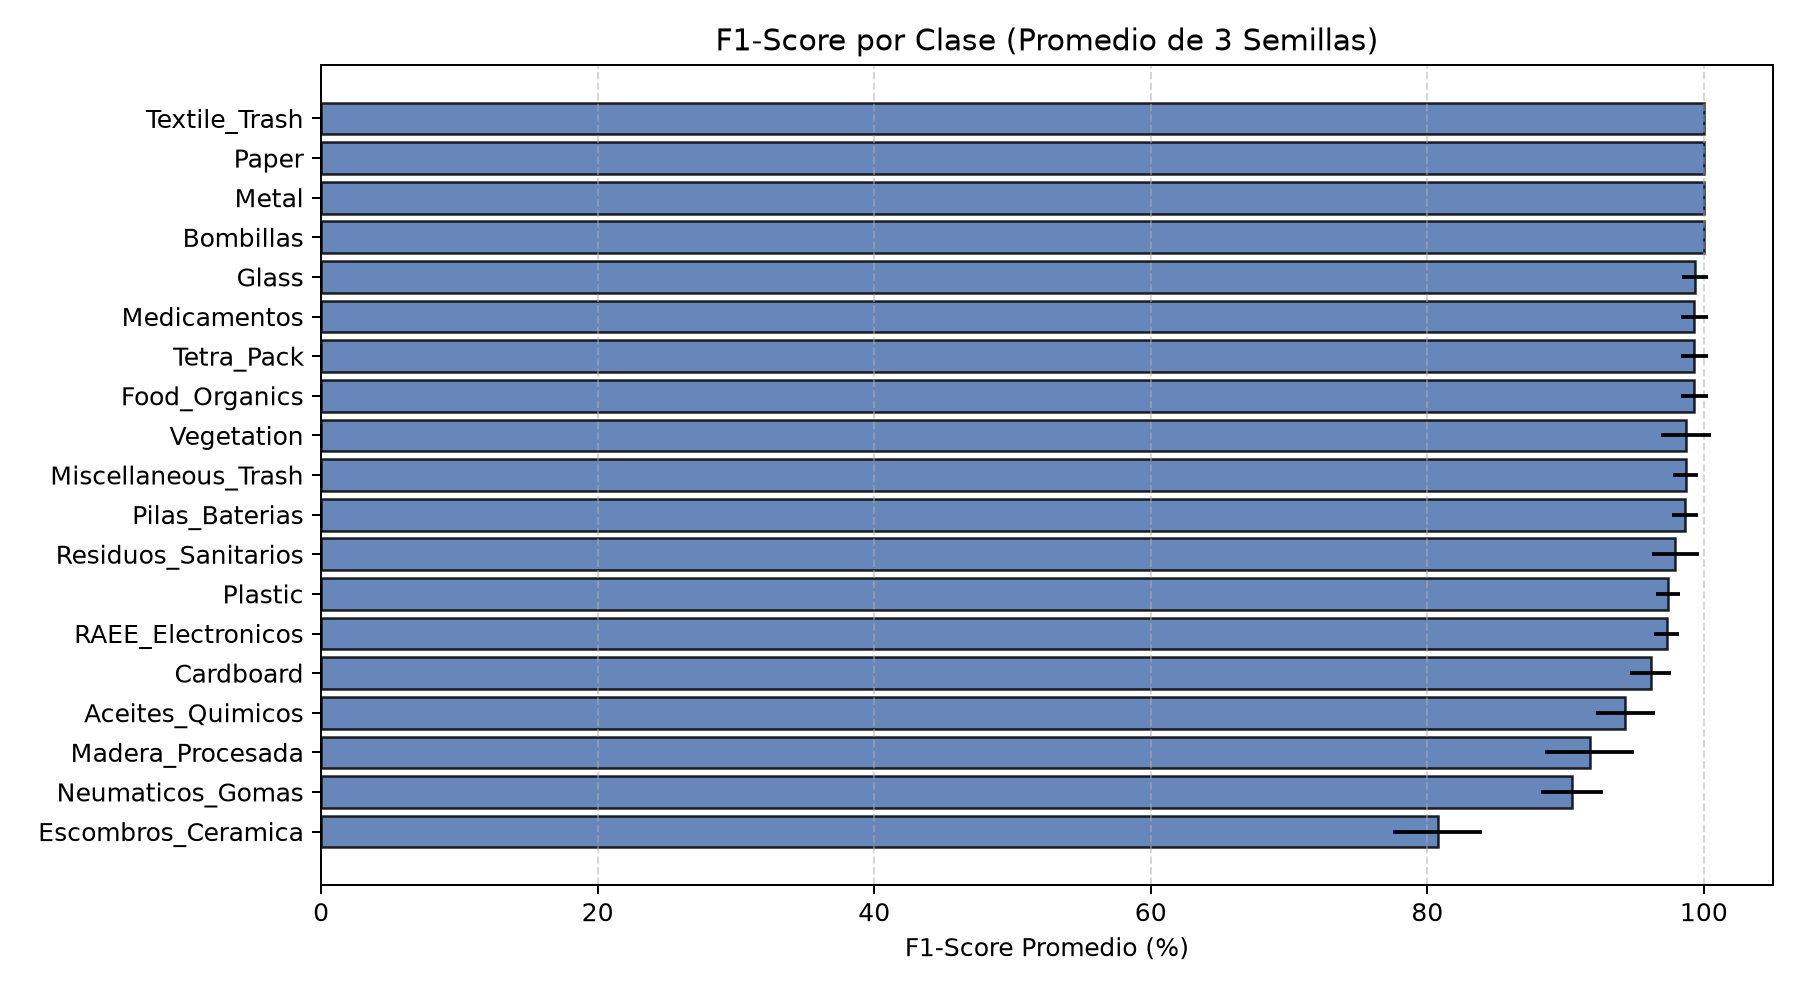 F1-Score por Clase (Promedio de 3 Semillas)
Textile_Trash
Paper
Metal
Bombillas
Glass
Medicamentos
Tetra_Pack
Food_Organics
Vegetation
Miscellaneous_Trash
Pilas_Baterias
Residuos_Sanitarios
Plastic
RAEE_Electronicos
Cardboard
Aceites_Quimicos
Madera_Procesada
Neumaticos_Gomas
Escombros_Ceramica
0 20 40 60 80 100
F1-Score Promedio (%)